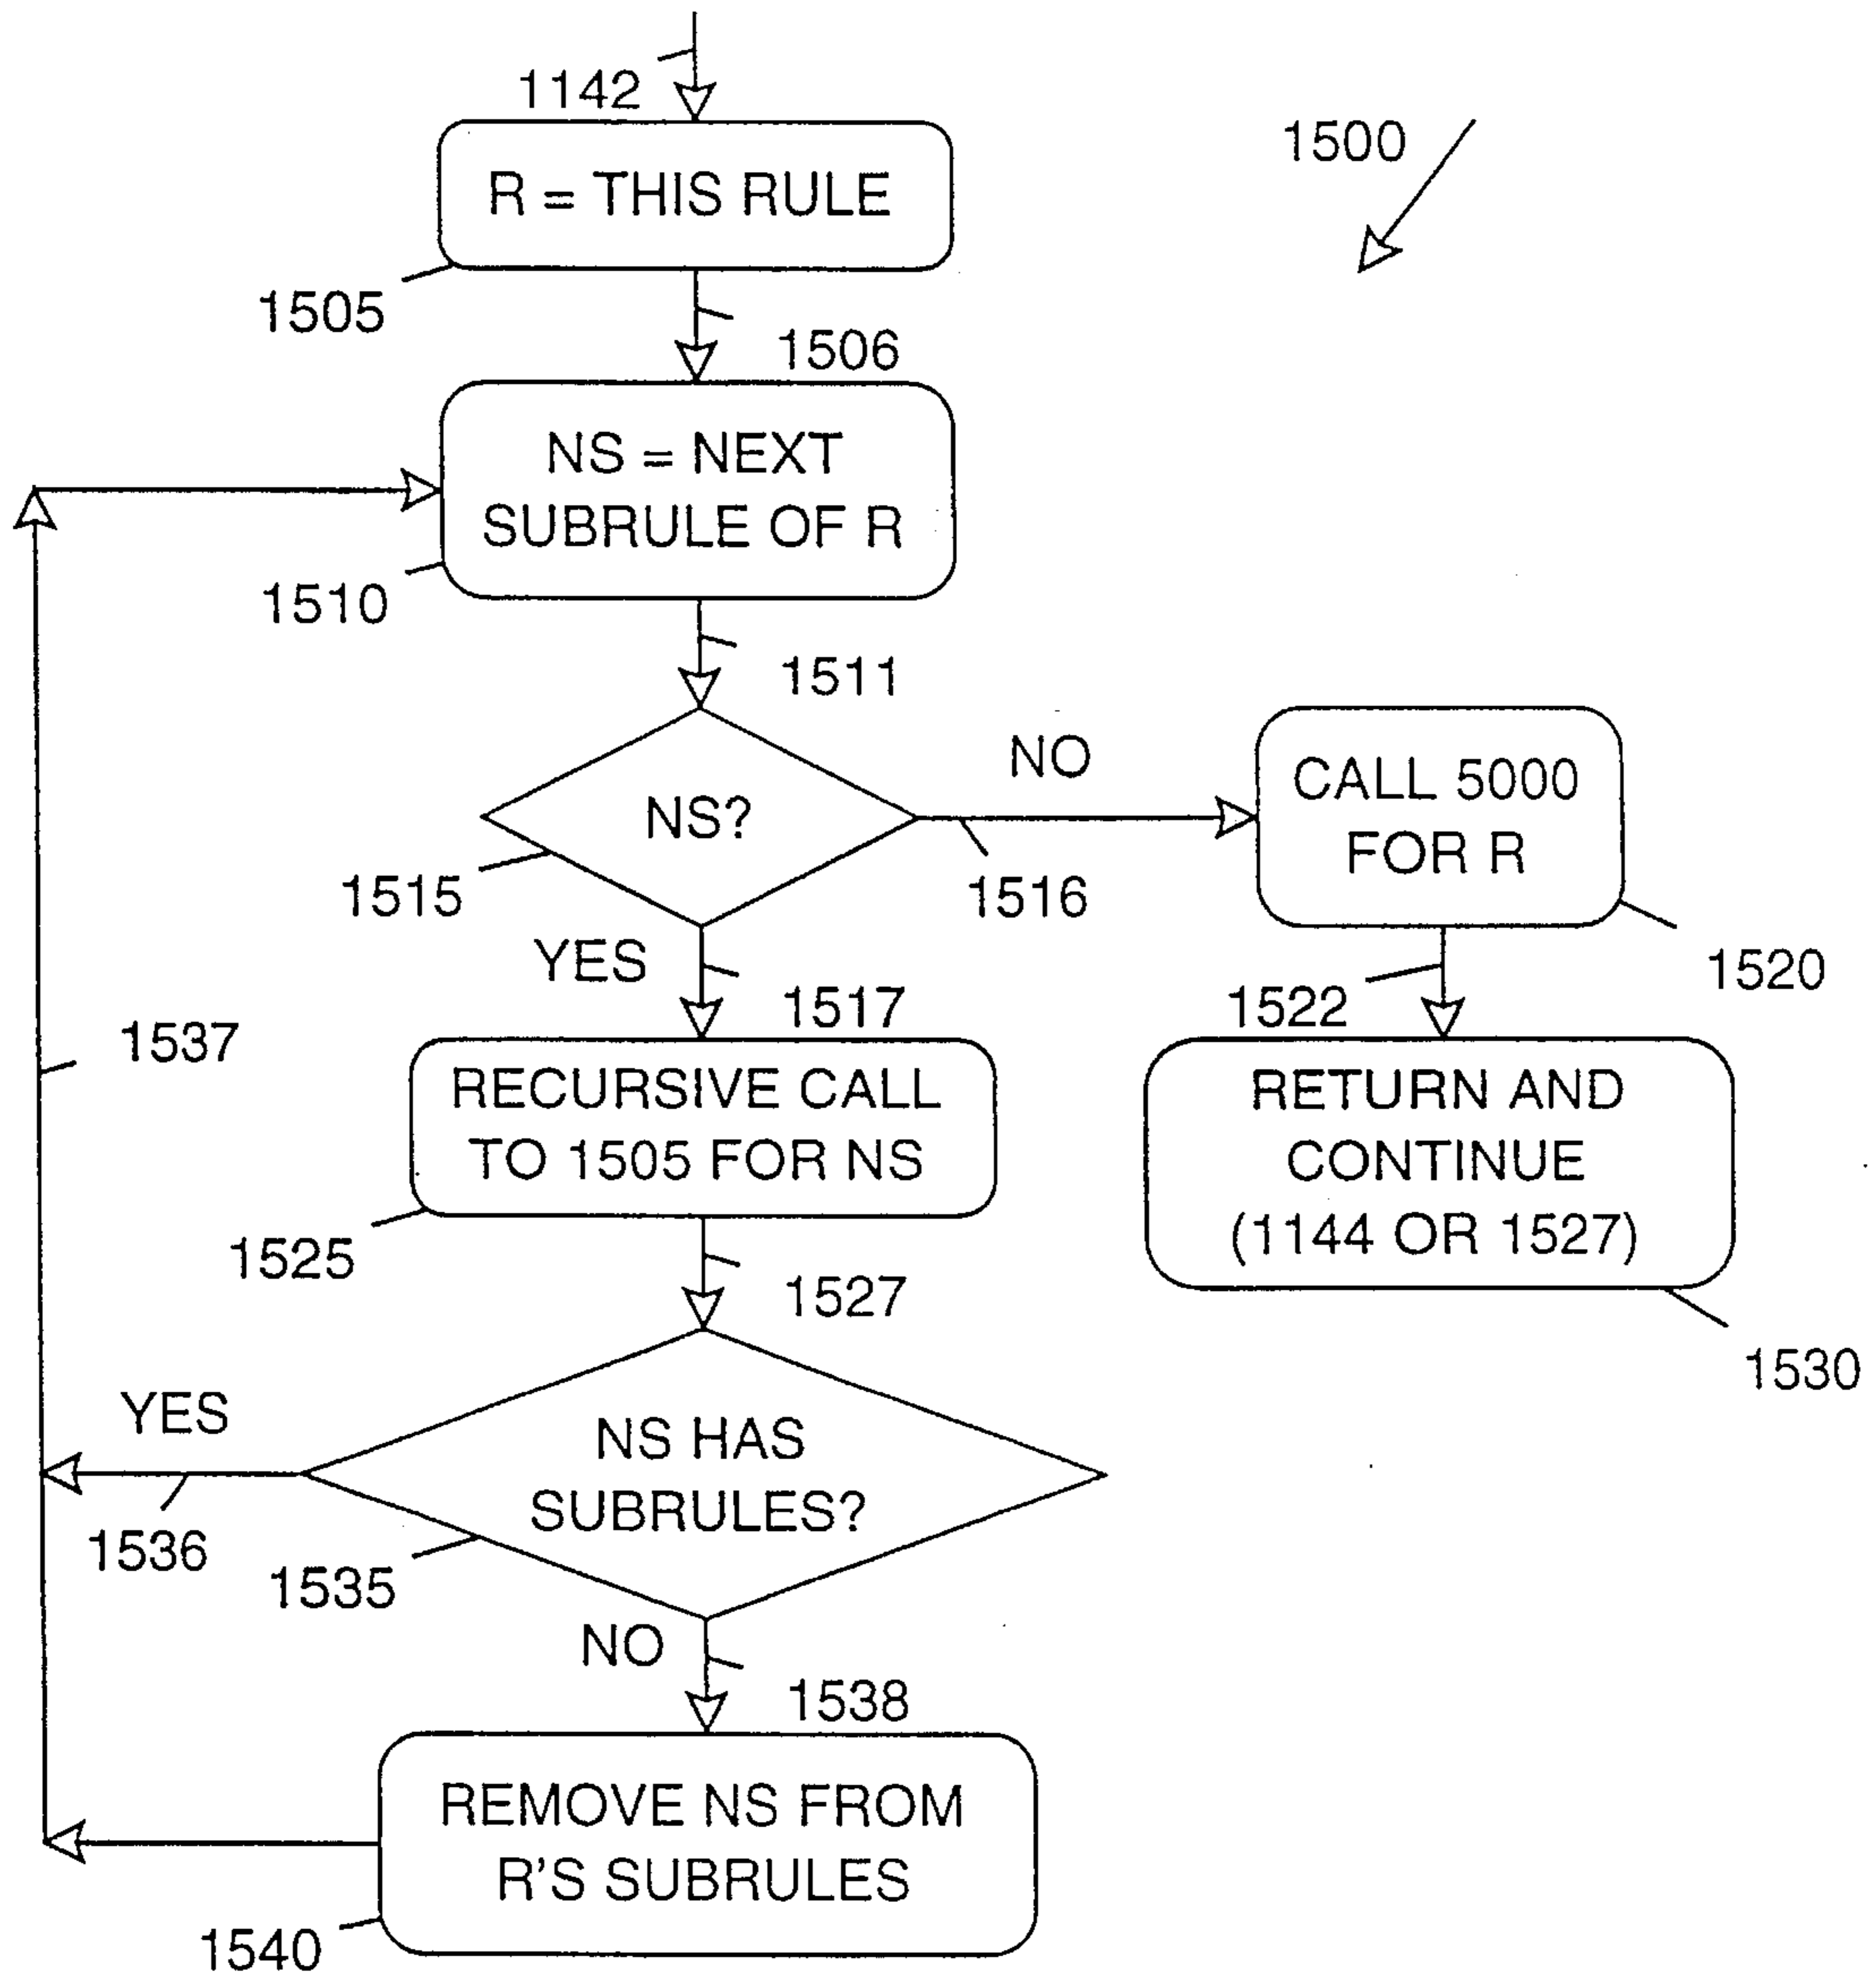 1142
1500
R = THIS RULE
1505
1506
NS = NEXT
SUBRULE OF R
1510
1511
NO
NS?
CALL 5000
FOR R
1515
1516
YES
1520
1517
1522
1537
RECURSIVE CALL
TO 1505 FOR NS
RETURN AND
CONTINUE
(1144 OR 1527)
1525
1527
1530
YES
NS HAS
SUBRULES?
1536
1535
NO
1538
REMOVE NS FROM
R'S SUBRULES
1540